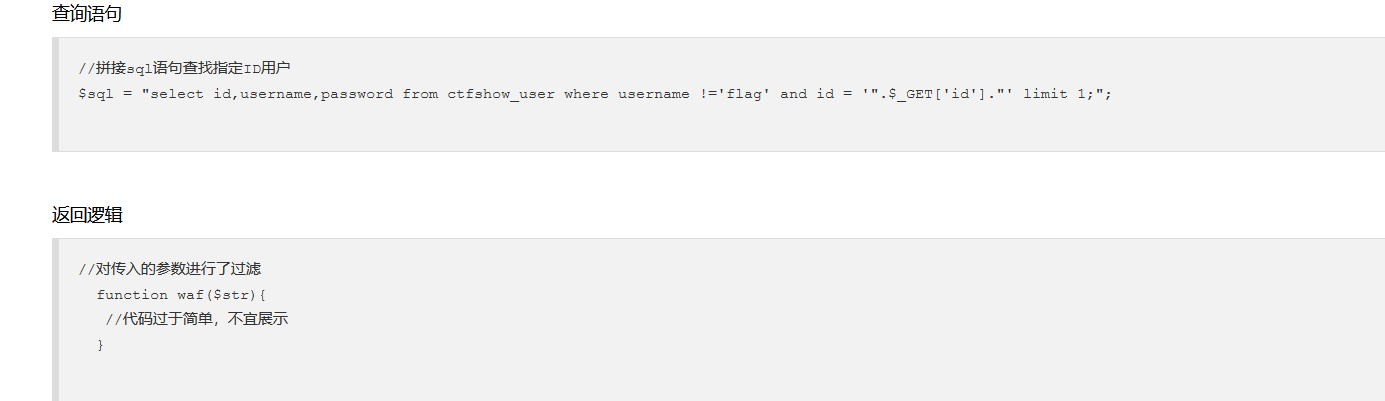 查询语句
//拼接sql语句查找指定ID用户
$sql = "select id,username,password from ctfshow_user where username !='flag' and id = '".$_GET['id']."' limit 1;";
返回逻辑
//对传入的参数进行了过滤
function waf($str){
//代码过于简单，不宜展示
}